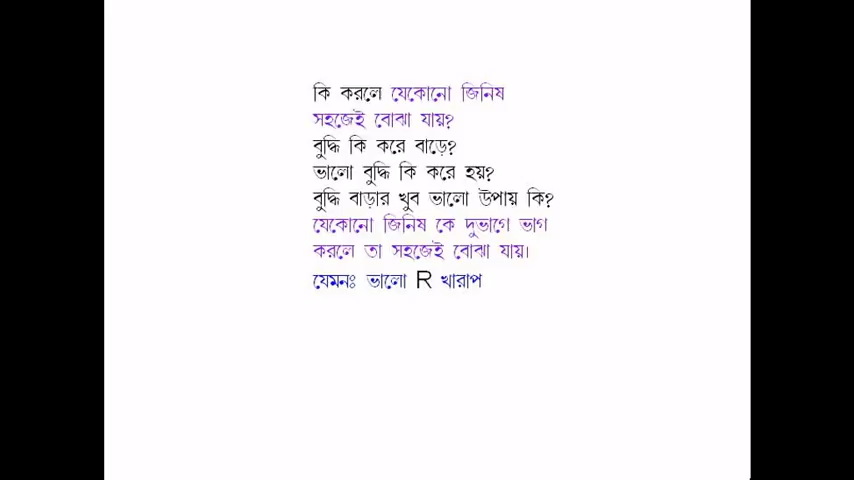 কি করলে যেকোনো জিনিষ
সহজেই বোঝা যায়?
বুদ্ধি কি করে বাড়ে?
ভালো বুদ্ধি কি করে হয়?
বুদ্ধি বাড়ার খুব ভালো উপায় কি?
যেকোনো জিনিষ কে দুভাগে ভাগ
করলে তা সহজেই বোঝা যায়।
যেমনঃ ভালো R খারাপ